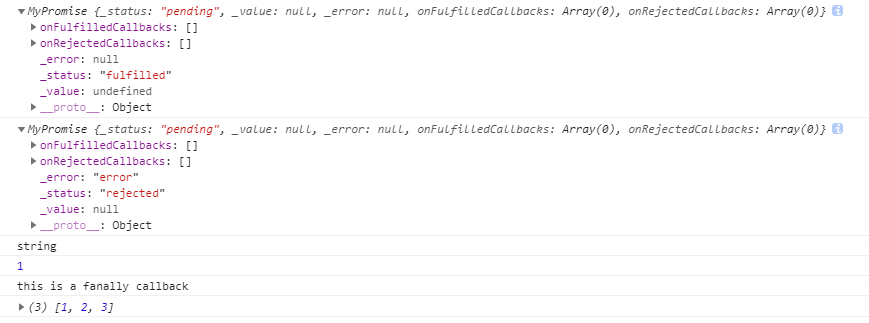 ▼MyPromise {_status: "pending", _value: null, _error: null, onFulfilledCallbacks: Array(0), onRejectedCallbacks: Array(0)} i
▶onFulfilledCallbacks: []
▶onRejectedCallbacks: []
_error: null
_status: "fulfilled"
_value: undefined
▶__proto__: Object
▼MyPromise {_status: "pending", _value: null, _error: null, onFulfilledCallbacks: Array(0), onRejectedCallbacks: Array(0)} i
▶onFulfilledCallbacks: []
▶onRejectedCallbacks: []
_error: "error"
_status: "rejected"
_value: null
▶__proto__: Object
string
1
this is a fanally callback
▶(3) [1, 2, 3]